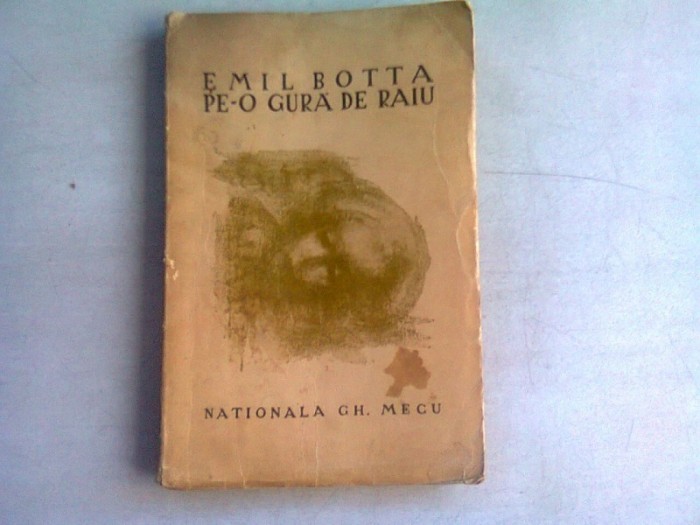 EMIL BOTTA
PE-O GURĂ DE RAIU
NATIONALA GH. MECU